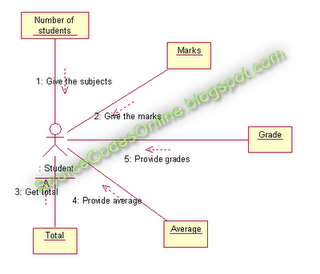 Number of
students
1: Give the subjects
Marks
2: Give the marks
Grade
5: Provide grades
: Student
3: Get total
4: Provide average
Total
Average
SourceCodesOnline.blogspot.com